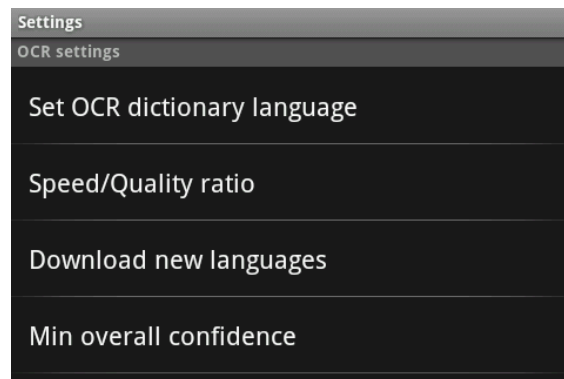 Settings
OCR settings
Set OCR dictionary language
Speed/Quality ratio
Download new languages
Min overall confidence